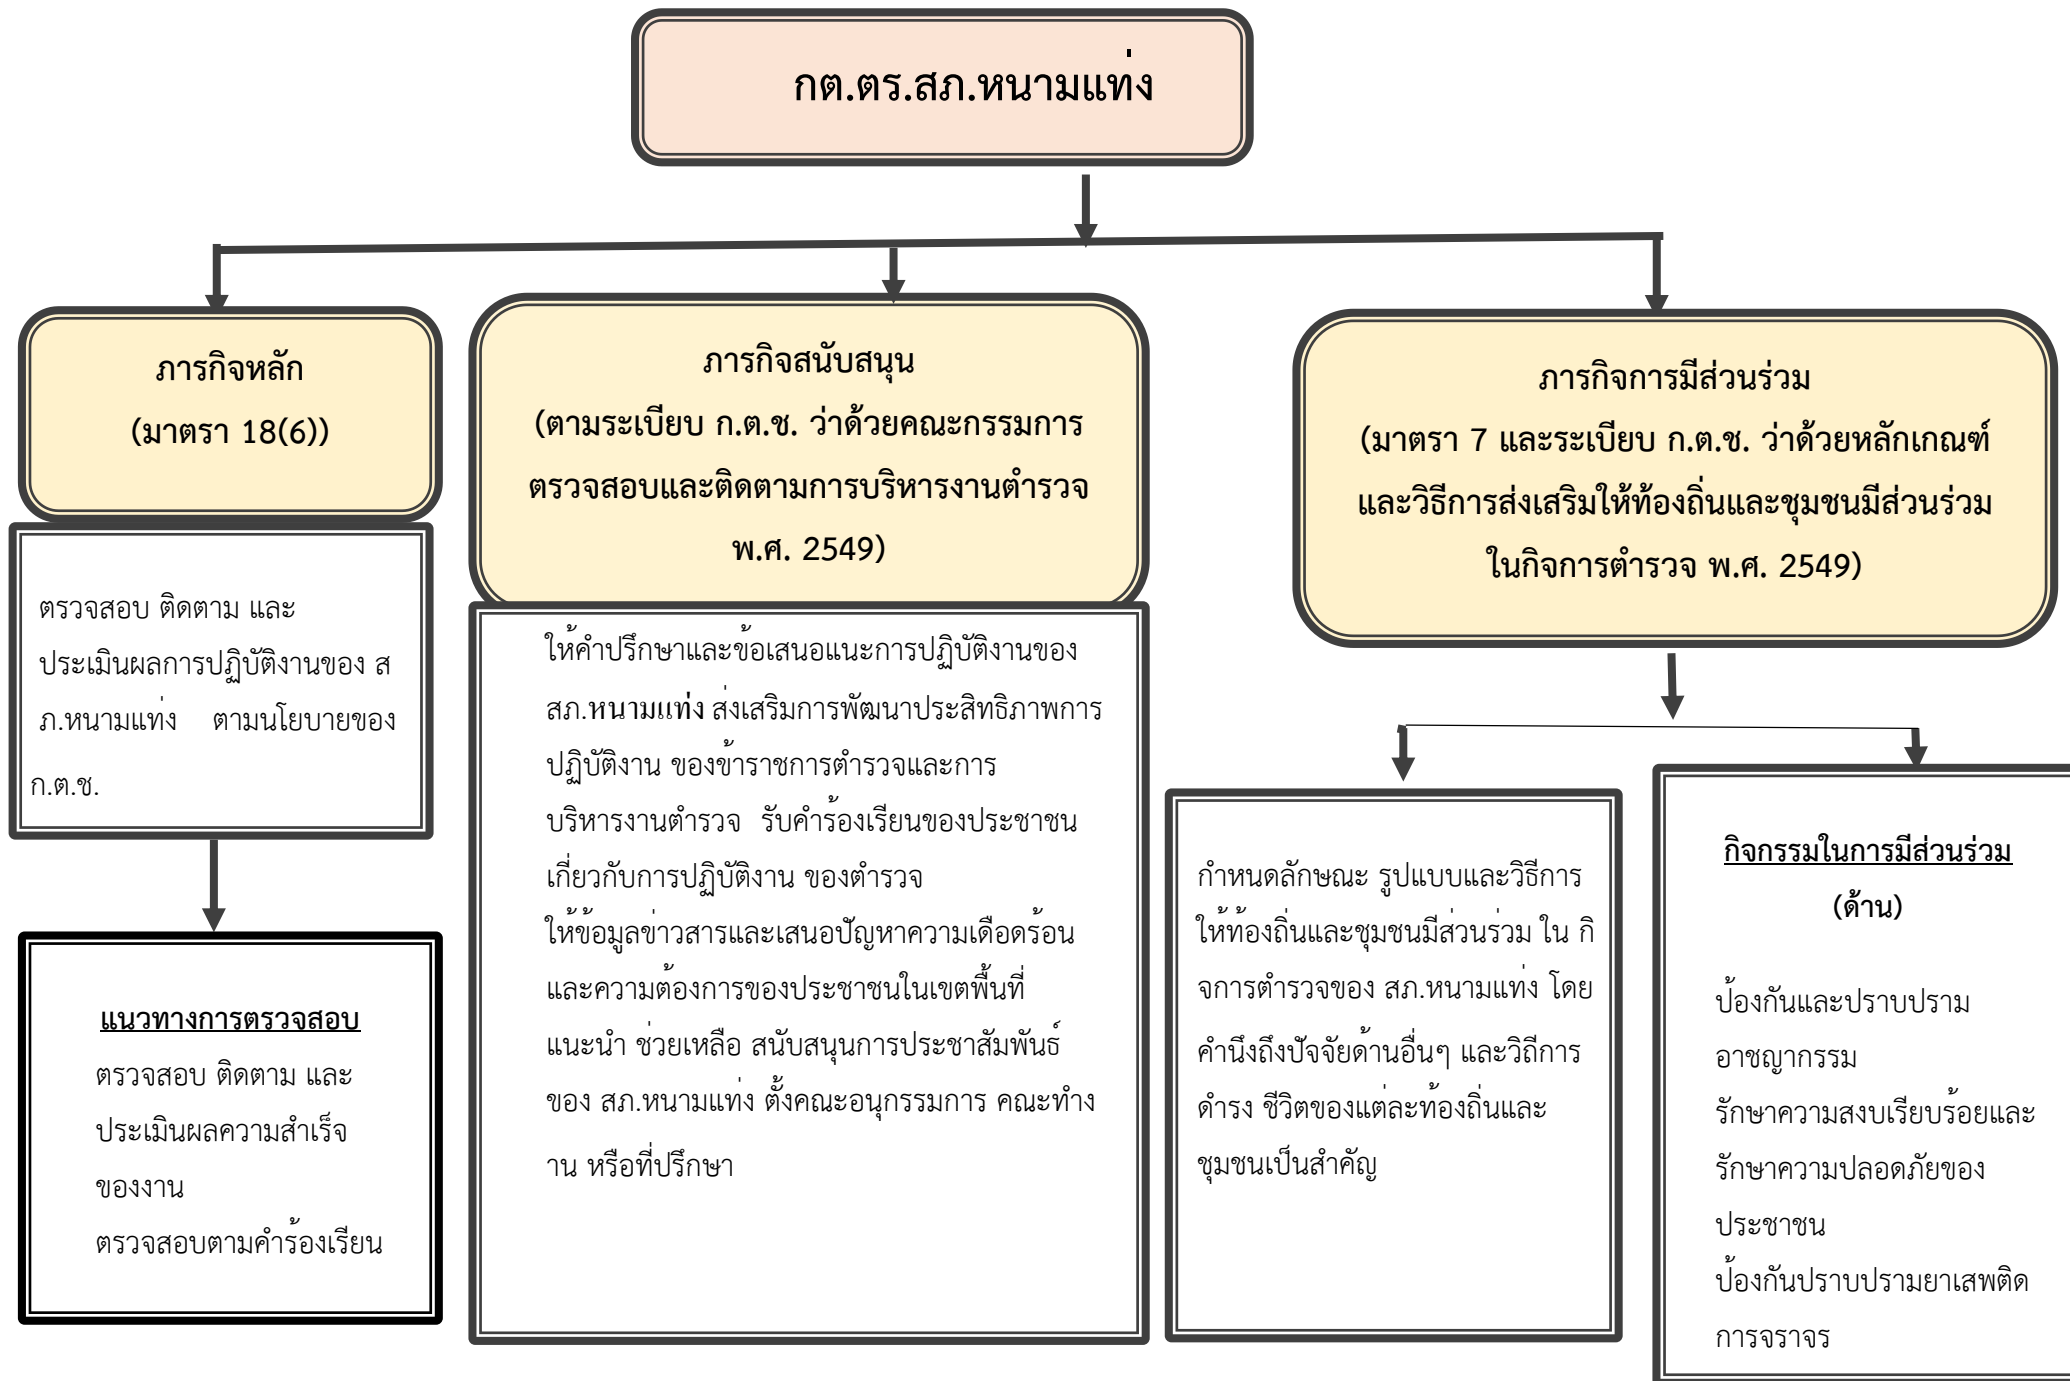 กต.ตร.สภ.หนามแท่ง
ภารกิจหลัก
(มาตรา 18(6))
ตรวจสอบ ติดตาม และ
ประเมินผลการปฏิบัติงานของ ส
ภ.หนามแท่ง ตามนโยบายของ
ก.ต.ช.
แนวทางการตรวจสอบ
ตรวจสอบ ติดตาม และ
ประเมินผลความสำเร็จ
ของงาน
ตรวจสอบตามคำร้องเรียน
ภารกิจสนับสนุน
(ตามระเบียบ ก.ต.ช. ว่าด้วยคณะกรรมการ
ตรวจสอบและติดตามการบริหารงานตำรวจ
พ.ศ. 2549)
ให้คำปรึกษาและข้อเสนอแนะการปฏิบัติงานของ
สภ.หนามแท่ง ส่งเสริมการพัฒนาประสิทธิภาพการ
ปฏิบัติงาน ของข้าราชการตำรวจและการ
บริหารงานตำรวจ รับคำร้องเรียนของประชาชน
เกี่ยวกับการปฏิบัติงาน ของตำรวจ
ให้ข้อมูลข่าวสารและเสนอปัญหาความเดือดร้อน
และความต้องการของประชาชนในเขตพื้นที่
แนะนำ ช่วยเหลือ สนับสนุนการประชาสัมพันธ์
ของ สภ.หนามแท่ง ตั้งคณะอนุกรรมการ คณะทำง
าน หรือที่ปรึกษา
ภารกิจการมีส่วนร่วม
(มาตรา 7 และระเบียบ ก.ต.ช. ว่าด้วยหลักเกณฑ์
และวิธีการส่งเสริมให้ท้องถิ่นและชุมชนมีส่วนร่วม
ในกิจการตำรวจ พ.ศ. 2549)
กำหนดลักษณะ รูปแบบและวิธีการ
ให้ท้องถิ่นและชุมชนมีส่วนร่วม ใน กิ
จการตำรวจของ สภ.หนามแท่ง โดย
คำนึงถึงปัจจัยด้านอื่นๆ และวิถีการ
ดำรง ชีวิตของแต่ละท้องถิ่นและ
ชุมชนเป็นสำคัญ
กิจกรรมในการมีส่วนร่วม
(ด้าน)
ป้องกันและปราบปราม
อาชญากรรม
รักษาความสงบเรียบร้อยและ
รักษาความปลอดภัยของ
ประชาชน
ป้องกันปราบปรามยาเสพติด
การจราจร